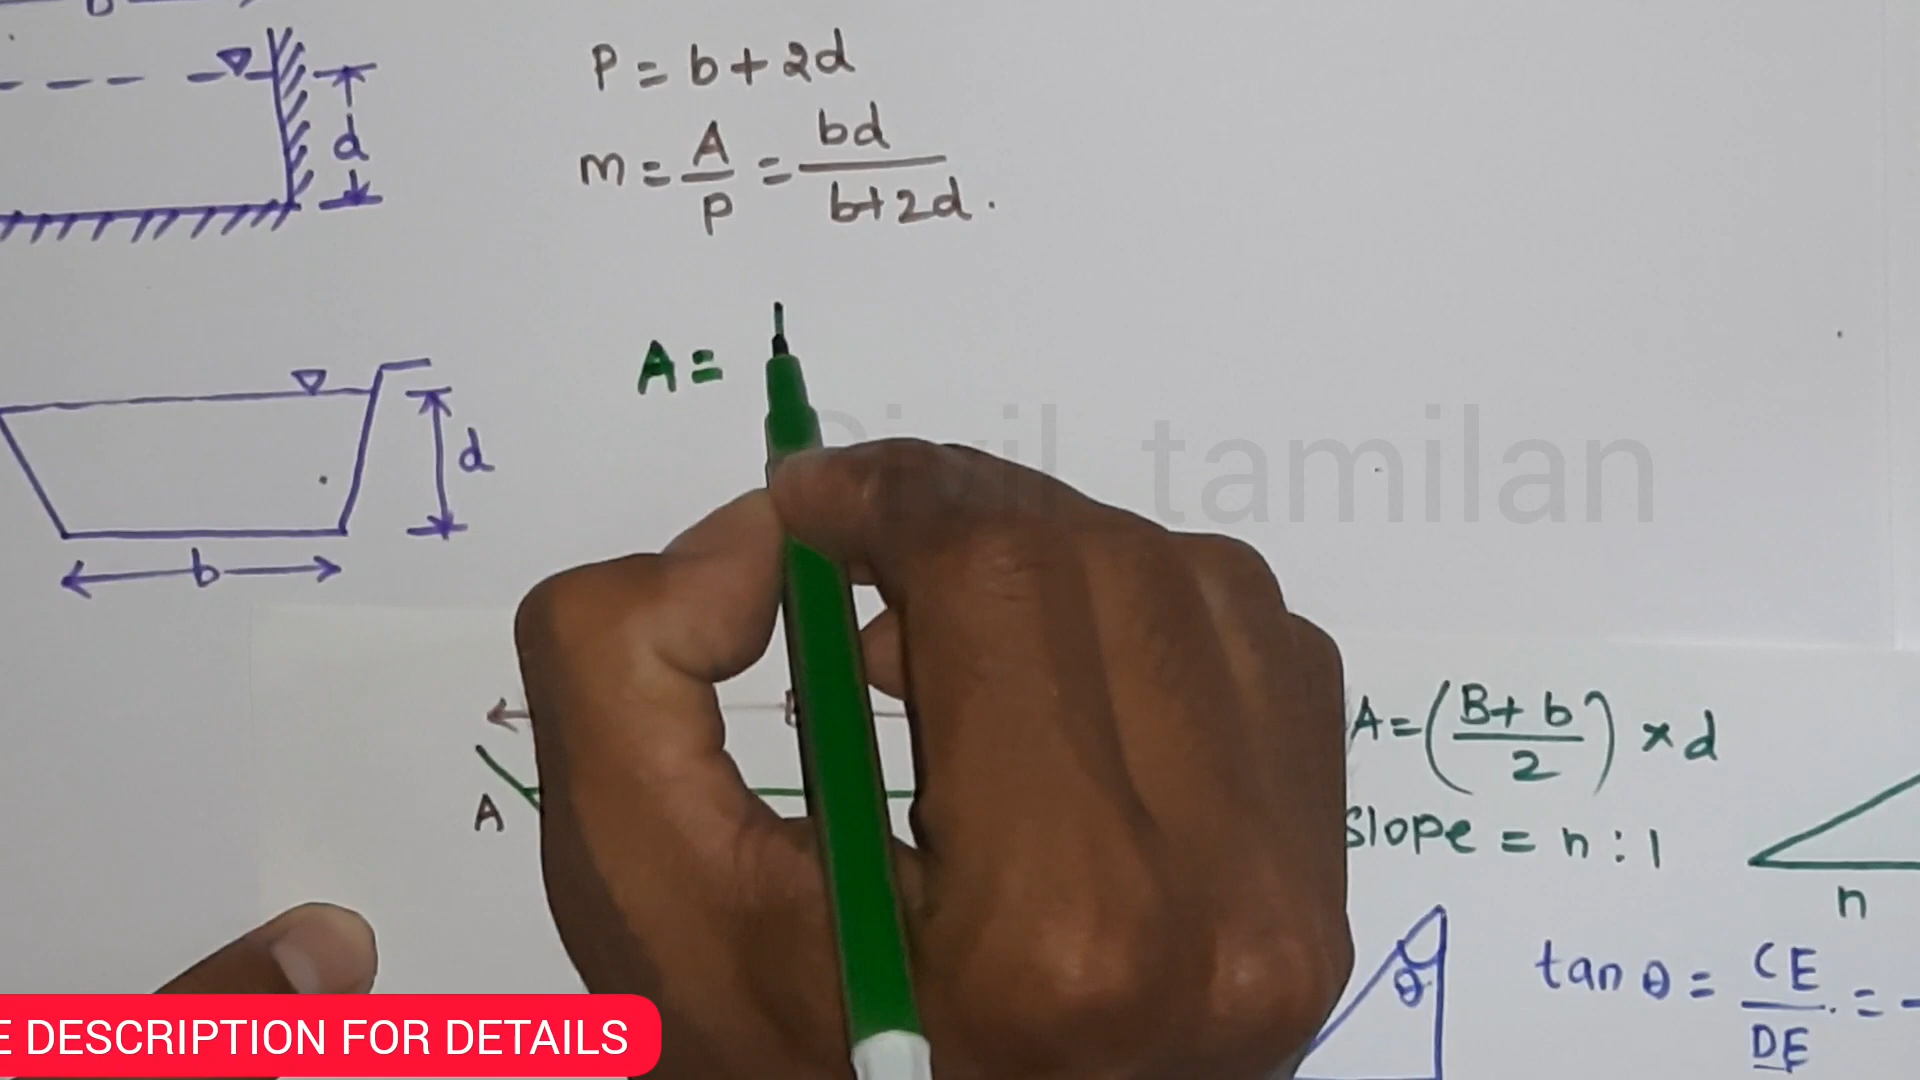 P = b + 2d
d
m = A/P = bd/b+2d.
A =
Civil tamilan
d
b
A = (B+b/2) × d
A
Slope = n : 1
n
θ
tan θ = CE/DE =
E DESCRIPTION FOR DETAILS